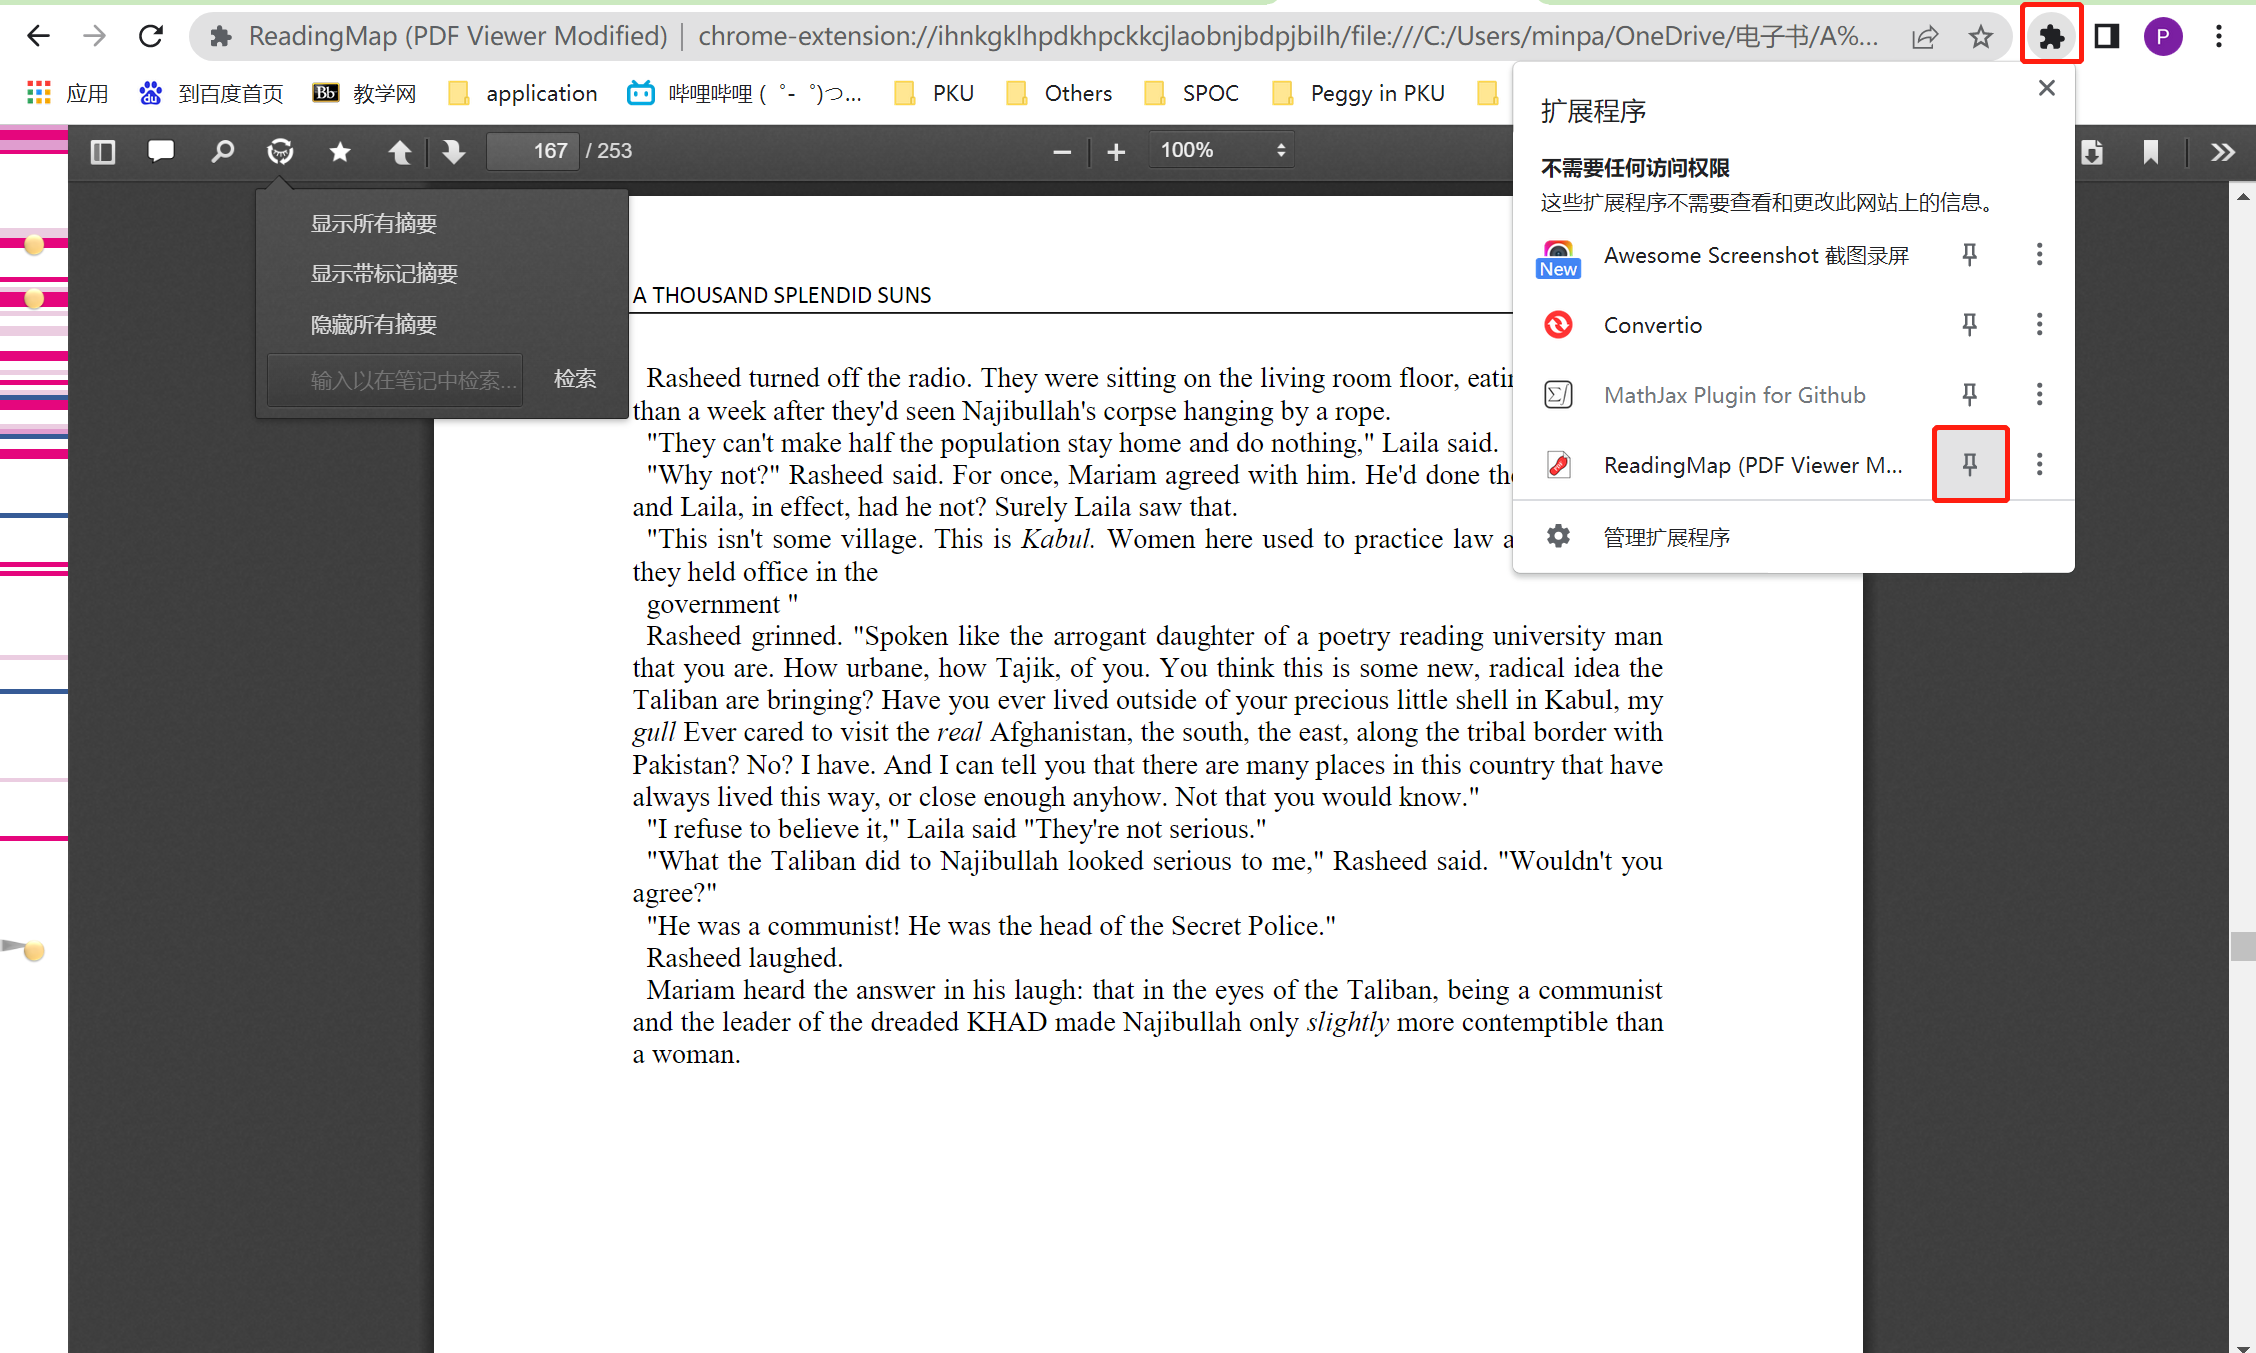 ReadingMap (PDF Viewer Modified) | chrome-extension://ihnkgklhpdkhpckkcjlaobnjbdpjbilh/file:///C:/Users/minpa/OneDrive/电子书/A%...
P
应用 到百度首页 Bb 教学网 application 哔哩哔哩 ( ゜- ゜)つ... PKU Others SPOC Peggy in PKU
167 / 253
100%
显示所有摘要
显示带标记摘要
隐藏所有摘要
输入以在笔记中检索... 检索
扩展程序
不需要任何访问权限
这些扩展程序不需要查看和更改此网站上的信息。
New Awesome Screenshot 截图录屏
Convertio
MathJax Plugin for Github
ReadingMap (PDF Viewer M...
管理扩展程序
A THOUSAND SPLENDID SUNS
Rasheed turned off the radio. They were sitting on the living room floor,
than a week after they'd seen Najibullah's corpse hanging by a rope.
"They can't make half the population stay home and do nothing," Laila said.
"Why not?" Rasheed said. For once, Mariam agreed with him. He'd done
and Laila, in effect, had he not? Surely Laila saw that.
"This isn't some village. This is Kabul. Women here used to practice law
they held office in the
government "
Rasheed grinned. "Spoken like the arrogant daughter of a poetry reading university man
that you are. How urbane, how Tajik, of you. You think this is some new, radical idea the
Taliban are bringing? Have you ever lived outside of your precious little shell in Kabul, my
gull Ever cared to visit the real Afghanistan, the south, the east, along the tribal border with
Pakistan? No? I have. And I can tell you that there are many places in this country that have
always lived this way, or close enough anyhow. Not that you would know."
"I refuse to believe it," Laila said "They're not serious."
"What the Taliban did to Najibullah looked serious to me," Rasheed said. "Wouldn't you
agree?"
"He was a communist! He was the head of the Secret Police."
Rasheed laughed.
Mariam heard the answer in his laugh: that in the eyes of the Taliban, being a communist
and the leader of the dreaded KHAD made Najibullah only slightly more contemptible than
a woman.